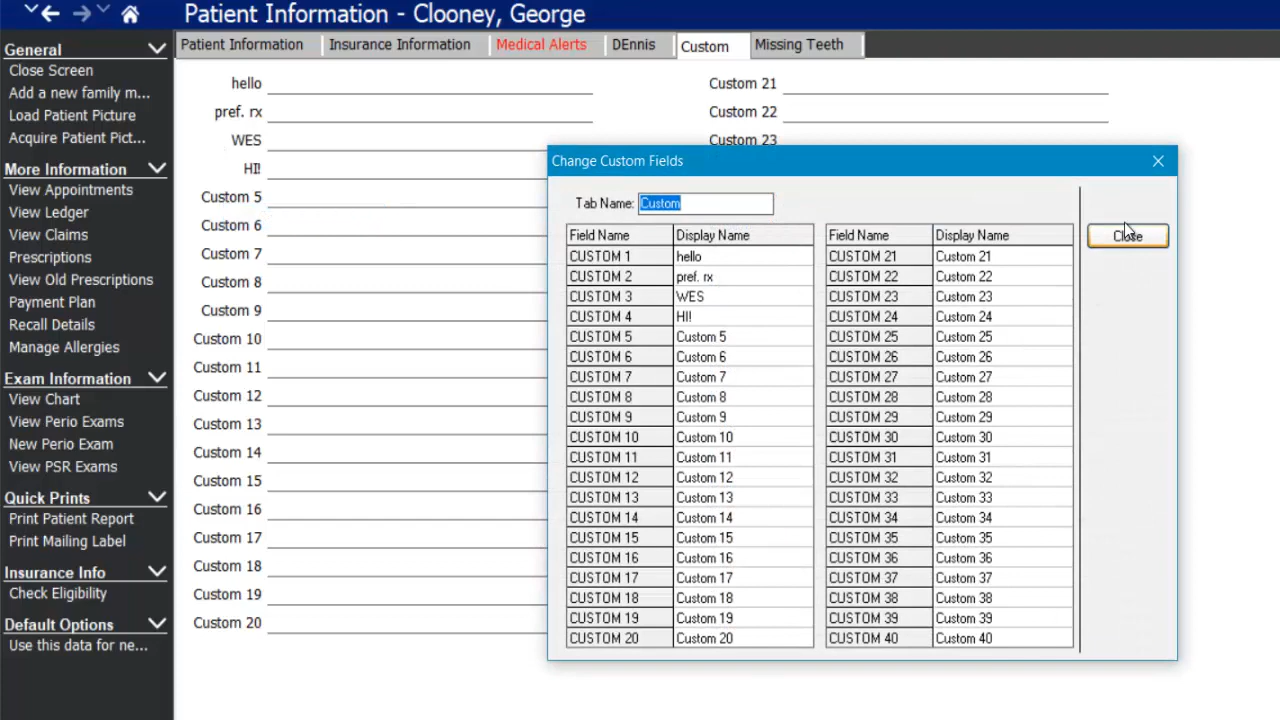 Patient Information - Clooney, George
General
Close Screen
Add a new family m...
Load Patient Picture
Acquire Patient Pict...
More Information
View Appointments
View Ledger
View Claims
Prescriptions
View Old Prescriptions
Payment Plan
Recall Details
Manage Allergies
Exam Information
View Chart
View Perio Exams
New Perio Exam
View PSR Exams
Quick Prints
Print Patient Report
Print Mailing Label
Insurance Info
Check Eligibility
Default Options
Use this data for ne...
Patient Information Insurance Information Medical Alerts DEnnis Custom Missing Teeth
hello
pref. rx
WES
HI!
Custom 5
Custom 6
Custom 7
Custom 8
Custom 9
Custom 10
Custom 11
Custom 12
Custom 13
Custom 14
Custom 15
Custom 16
Custom 17
Custom 18
Custom 19
Custom 20
Custom 21
Custom 22
Custom 23
Change Custom Fields
Tab Name: Custom
Field Name Display Name
CUSTOM 1 hello
CUSTOM 2 pref. rx
CUSTOM 3 WES
CUSTOM 4 HI!
CUSTOM 5 Custom 5
CUSTOM 6 Custom 6
CUSTOM 7 Custom 7
CUSTOM 8 Custom 8
CUSTOM 9 Custom 9
CUSTOM 10 Custom 10
CUSTOM 11 Custom 11
CUSTOM 12 Custom 12
CUSTOM 13 Custom 13
CUSTOM 14 Custom 14
CUSTOM 15 Custom 15
CUSTOM 16 Custom 16
CUSTOM 17 Custom 17
CUSTOM 18 Custom 18
CUSTOM 19 Custom 19
CUSTOM 20 Custom 20
Field Name Display Name
CUSTOM 21 Custom 21
CUSTOM 22 Custom 22
CUSTOM 23 Custom 23
CUSTOM 24 Custom 24
CUSTOM 25 Custom 25
CUSTOM 26 Custom 26
CUSTOM 27 Custom 27
CUSTOM 28 Custom 28
CUSTOM 29 Custom 29
CUSTOM 30 Custom 30
CUSTOM 31 Custom 31
CUSTOM 32 Custom 32
CUSTOM 33 Custom 33
CUSTOM 34 Custom 34
CUSTOM 35 Custom 35
CUSTOM 36 Custom 36
CUSTOM 37 Custom 37
CUSTOM 38 Custom 38
CUSTOM 39 Custom 39
CUSTOM 40 Custom 40
Close